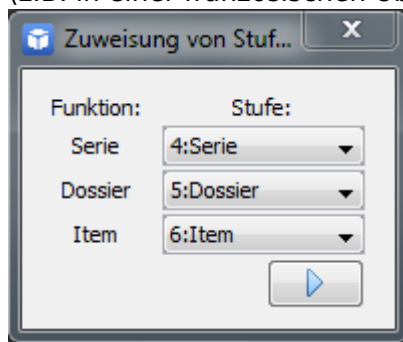 Zuweisung von Stuf...
Funktion: Stufe:
Serie 4:Serie
Dossier 5:Dossier
Item 6:Item